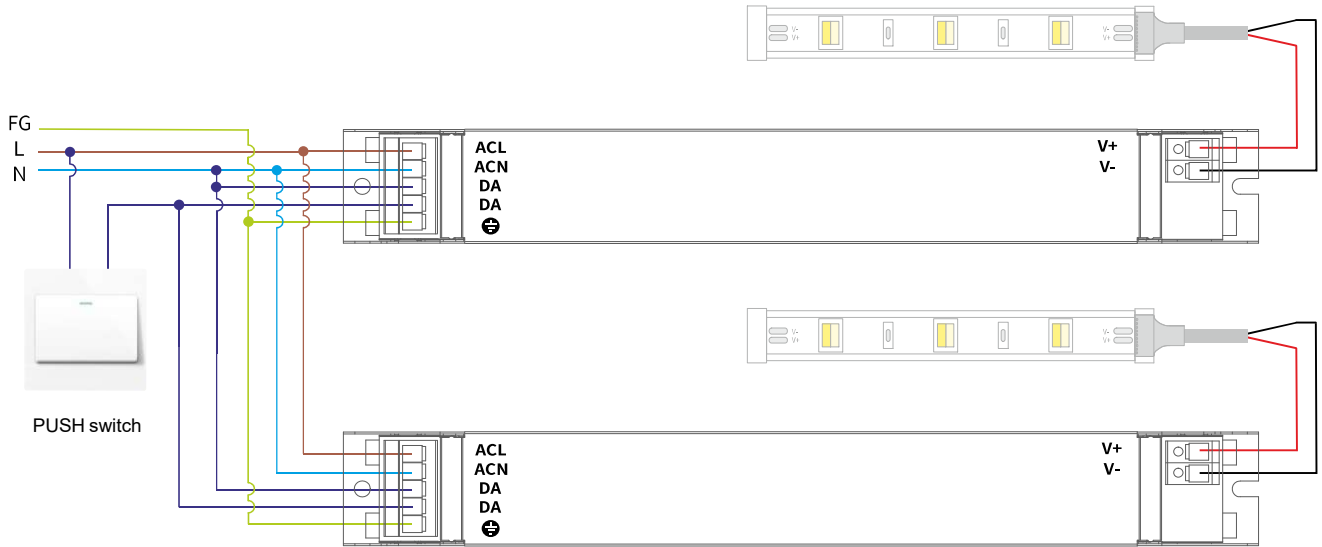 V-
V+
V-
V+
FG
L
N
ACL
ACN
DA
DA
V+
V-
PUSH switch
V-
V+
V-
V+
ACL
ACN
DA
DA
V+
V-